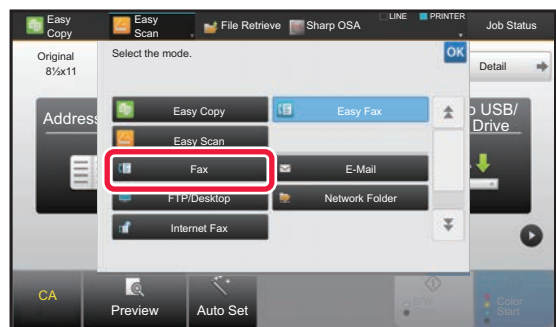 Easy Copy
Easy Scan
File Retrieve
Sharp OSA
LINE
PRINTER
Job Status
Original
8½x11
Select the mode.
OK
Detail
Address
USB/
Drive
Easy Copy
Easy Fax
Easy Scan
Fax
E-Mail
FTP/Desktop
Network Folder
Internet Fax
CA
Preview
Auto Set
B/W
Color
Start